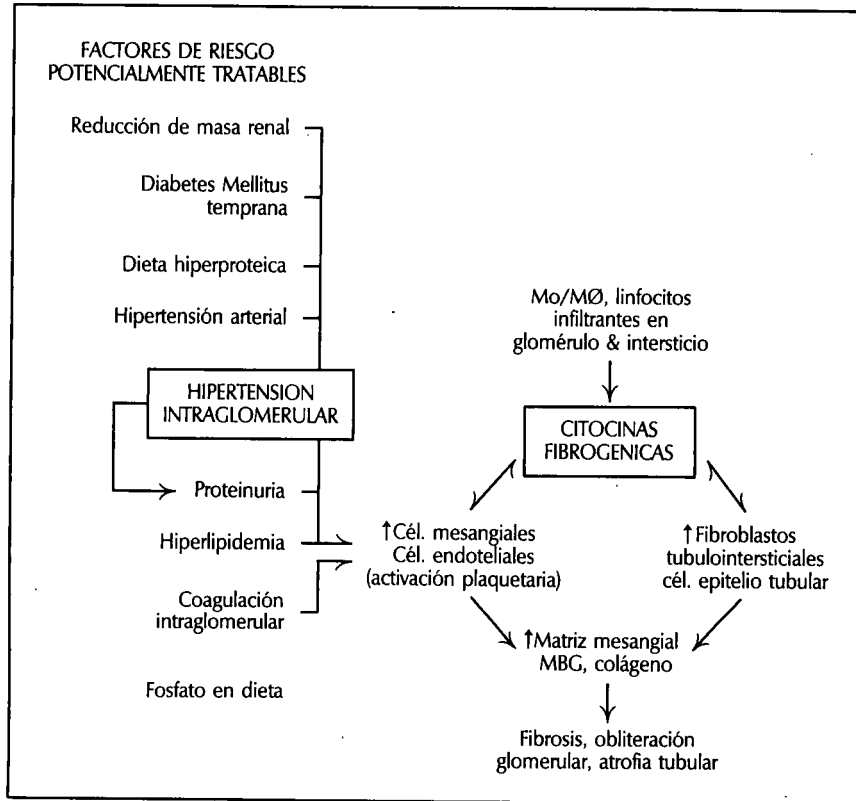 FACTORES DE RIESGO
POTENCIALMENTE TRATABLES
Reducción de masa renal
Diabetes Mellitus
temprana
Dieta hiperproteica
Hipertensión arterial
HIPERTENSION
INTRAGLOMERULAR
Proteinuria
Hiperlipidemia
Coagulación
intraglomerular
Fosfato en dieta
Mo/MØ, linfocitos
infiltrantes en
glomérulo & intersticio
CITOCINAS
FIBROGENICAS
↑Cél. mesangiales
Cél. endoteliales
(activación plaquetaria)
↑Fibroblastos
tubulointersticiales
cél. epitelio tubular
↑Matriz mesangial
MBG, colágeno
Fibrosis, obliteración
glomerular, atrofia tubular